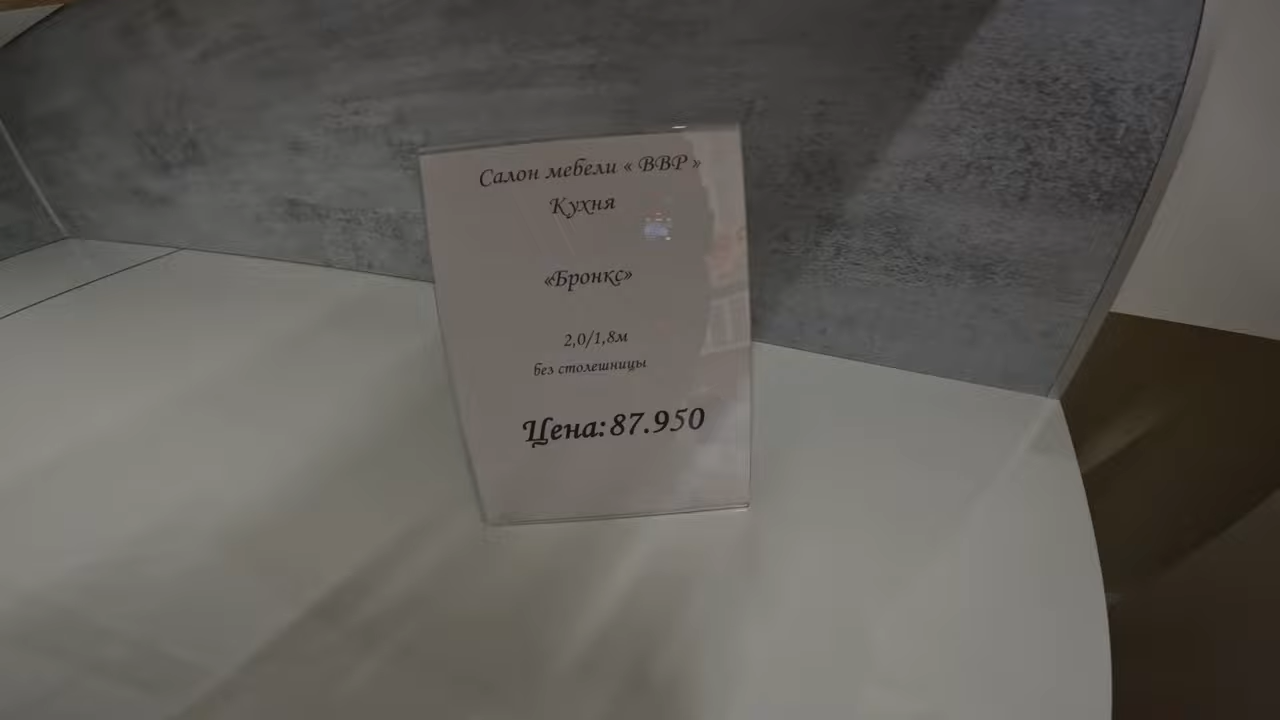 Салон мебели « ВВР »
Кухня
«Бронкс»
2,0/1,8м
без столешницы
Цена: 87.950